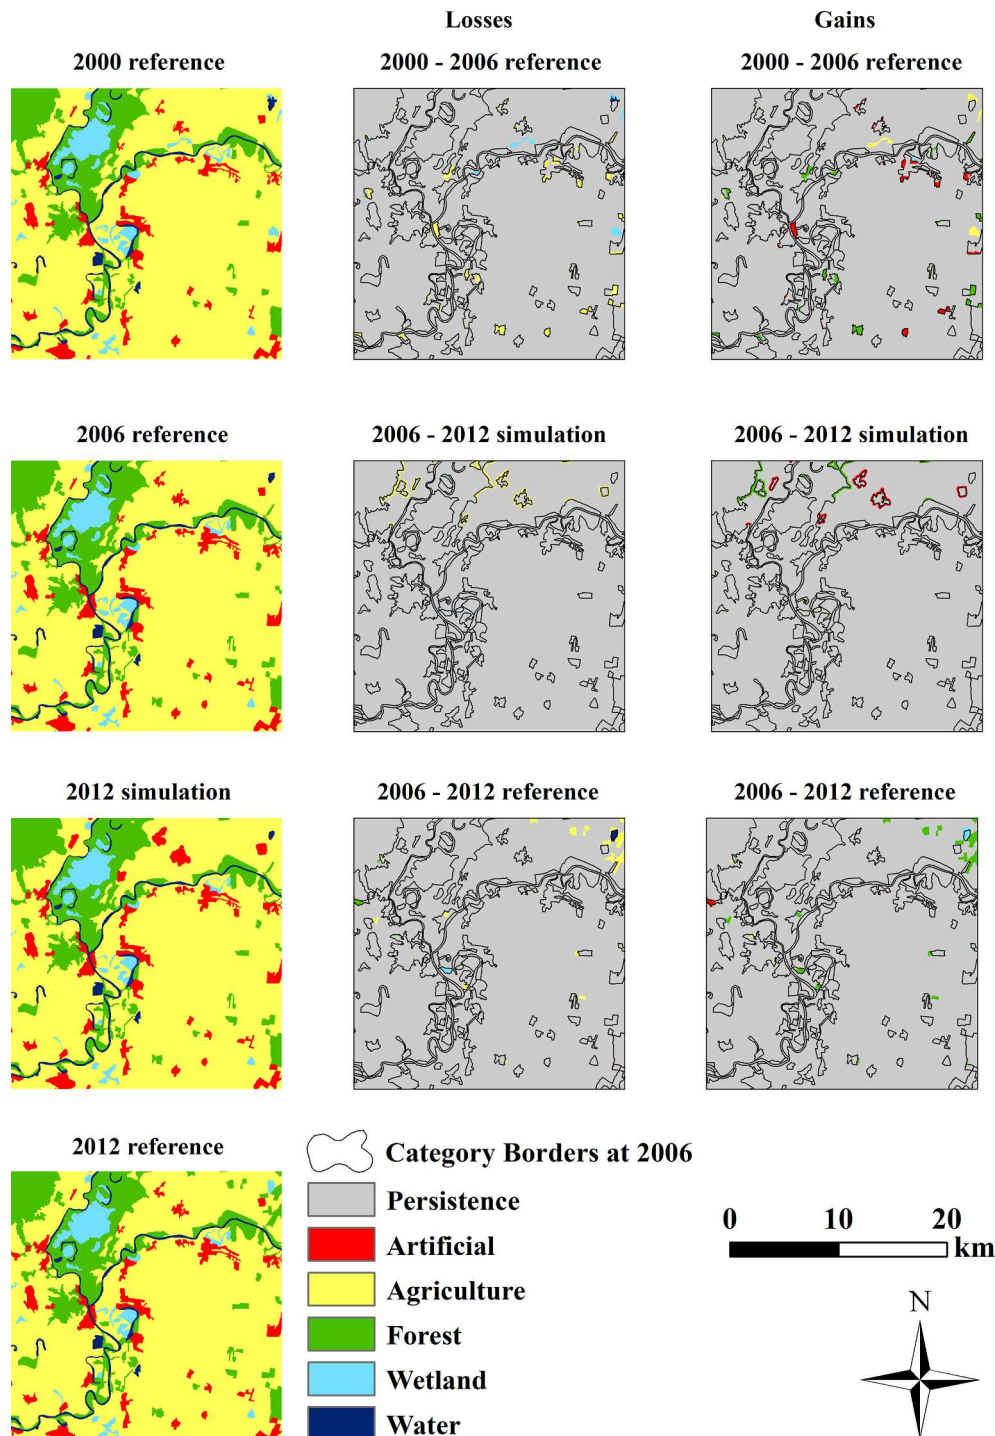 Losses
Gains
2000 reference
2000 - 2006 reference
2000 - 2006 reference
2006 reference
2006 - 2012 simulation
2006 - 2012 simulation
2012 simulation
2006 - 2012 reference
2006 - 2012 reference
2012 reference
Category Borders at 2006
Persistence
Artificial
Agriculture
Forest
Wetland
Water
0 10 20
km
N